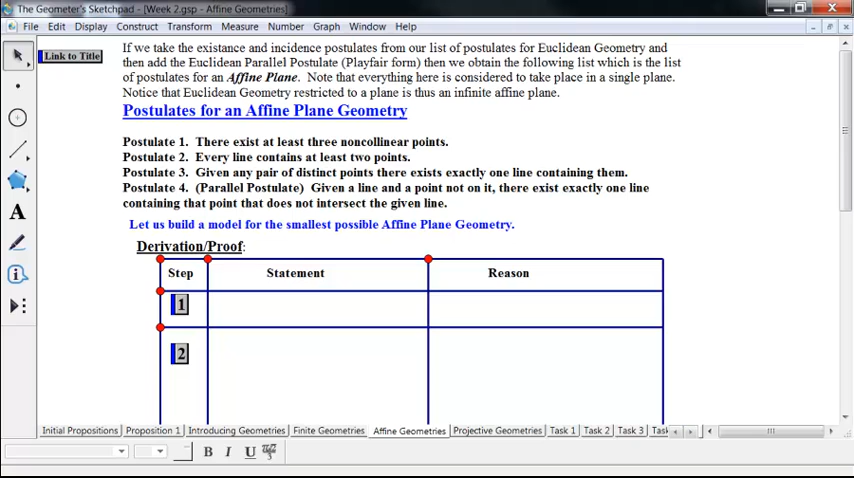 The Geometer's Sketchpad - [Week 2.gsp - Affine Geometries]
File Edit Display Construct Transform Measure Number Graph Window Help
Link to Title
If we take the existance and incidence postulates from our list of postulates for Euclidean Geometry and
then add the Euclidean Parallel Postulate (Playfair form) then we obtain the following list which is the list
of postulates for an Affine Plane. Note that everything here is considered to take place in a single plane.
Notice that Euclidean Geometry restricted to a plane is thus an infinite affine plane.
Postulates for an Affine Plane Geometry
Postulate 1. There exist at least three noncollinear points.
Postulate 2. Every line contains at least two points.
Postulate 3. Given any pair of distinct points there exists exactly one line containing them.
Postulate 4. (Parallel Postulate) Given a line and a point not on it, there exist exactly one line
containing that point that does not intersect the given line.
Let us build a model for the smallest possible Affine Plane Geometry.
Derivation/Proof:
Step Statement Reason
1
2
A
Initial Propositions Proposition 1 Introducing Geometries Finite Geometries Affine Geometries Projective Geometries Task 1 Task 2 Task 3 Task
B I U